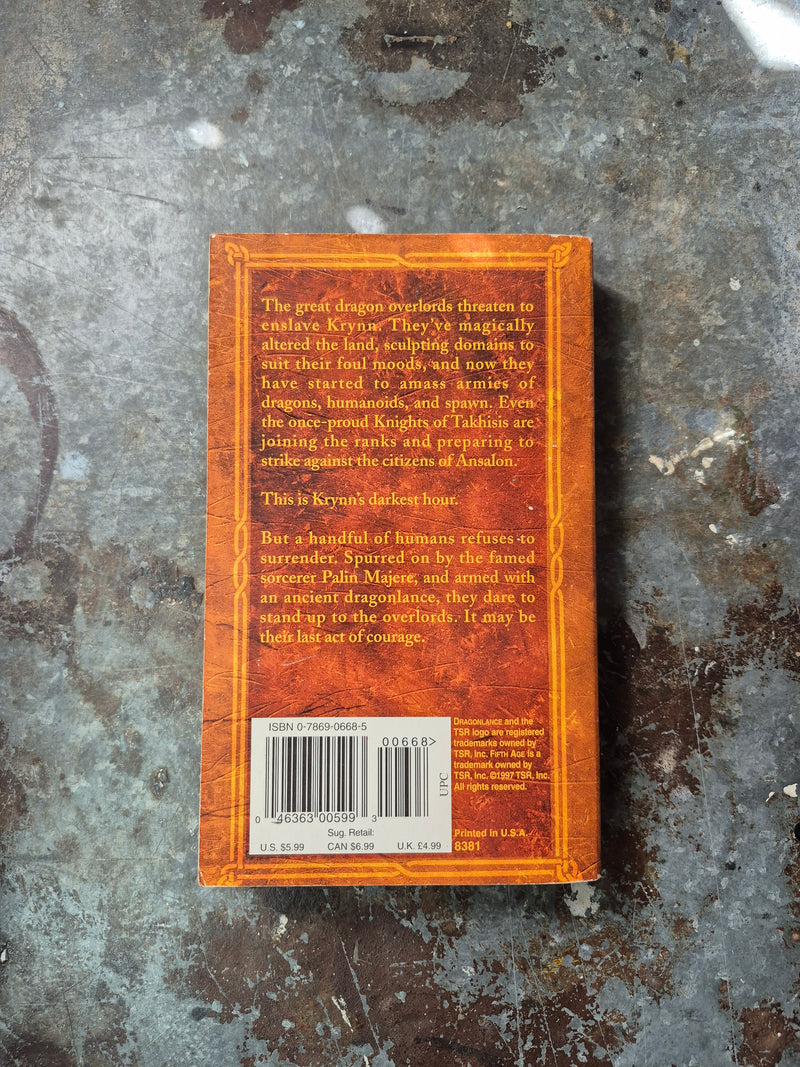 The great dragon overlords threaten to
enslave Krynn. They've magically
altered the land, sculpting domains to
suit their foul moods, and now they
have started to amass armies of
dragons, humanoids, and spawn. Even
the once-proud Knights of Takhisis are
joining the ranks and preparing to
strike against the citizens of Ansalon.
This is Krynn's darkest hour.
But a handful of humans refuses to
surrender. Spurred on by the famed
sorcerer Palin Majere, and armed with
an ancient dragonlance, they dare to
stand up to the overlords. It may be
their last act of courage.
ISBN 0-7869-0668-5
00668>
0 46363 00599 3
UPC
Sug. Retail:
U.S. $5.99 CAN $6.99 U.K. £4.99
DRAGONLANCE and the
TSR logo are registered
trademarks owned by
TSR, Inc. FIFTH AGE is a
trademark owned by
TSR, Inc. ©1997 TSR, Inc.
All rights reserved.
Printed in U.S.A.
8381